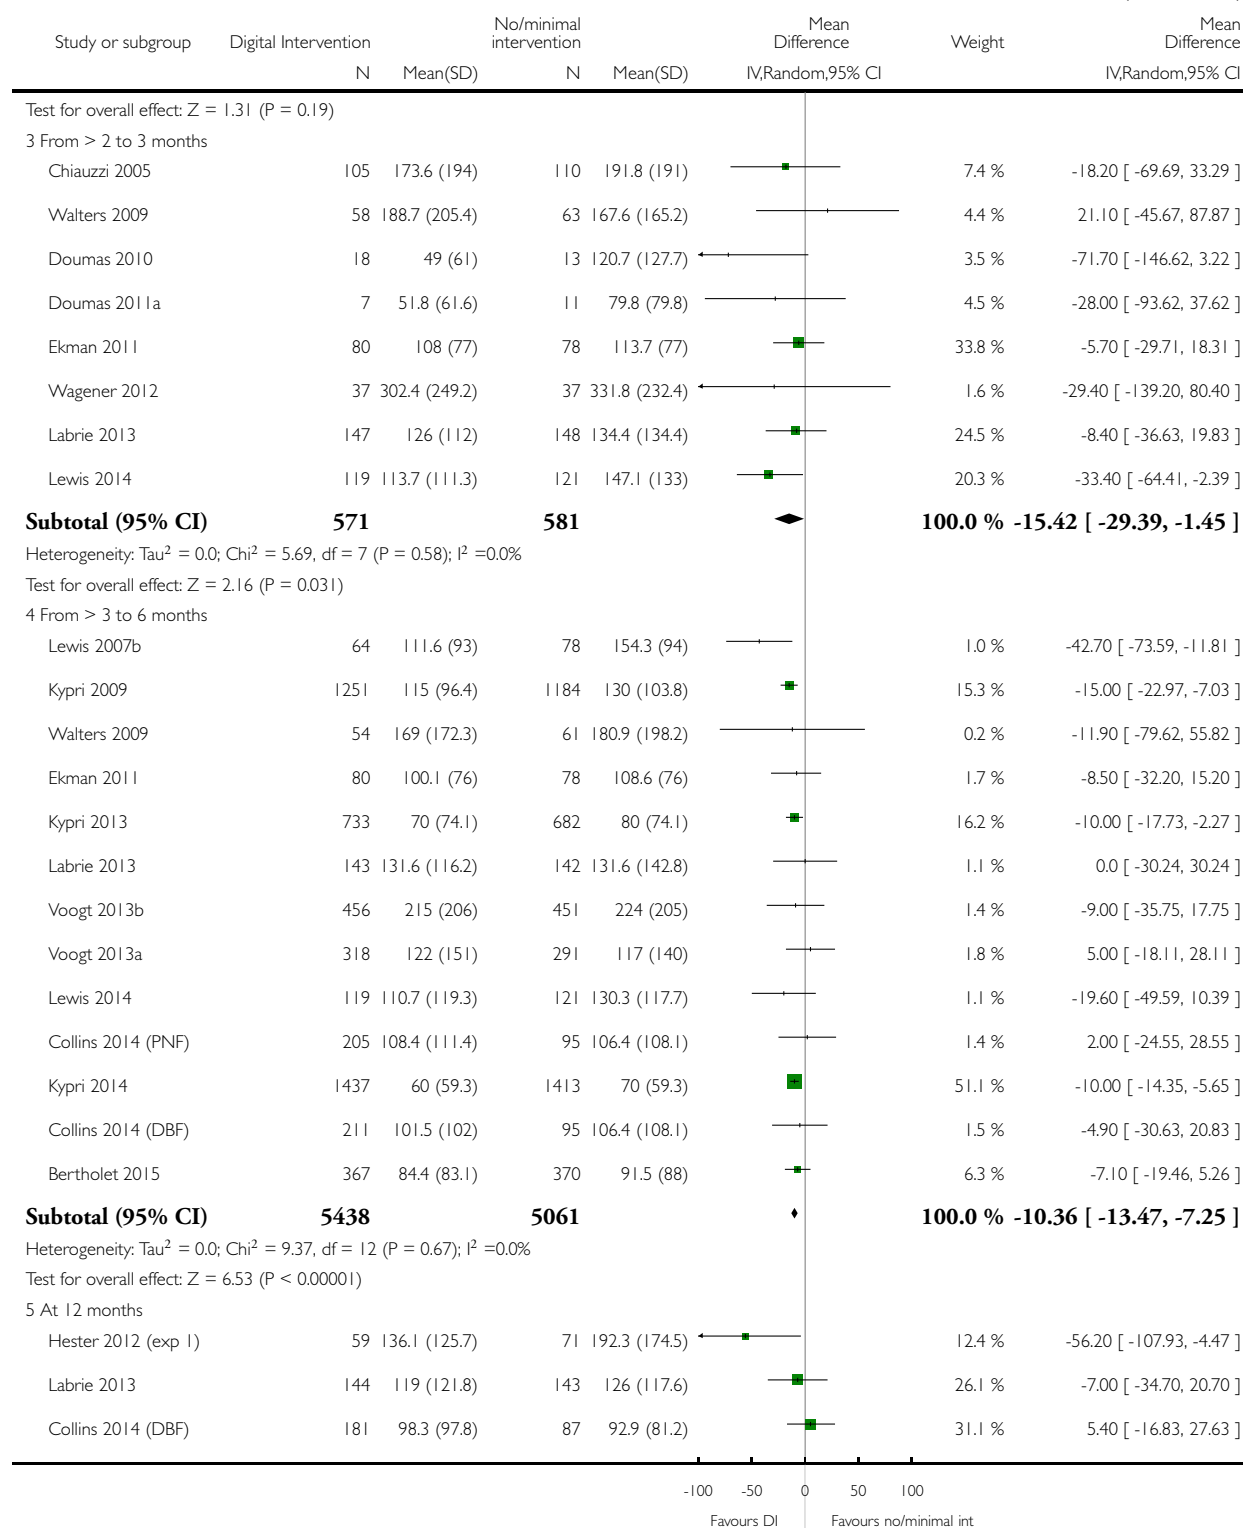 No/minimal Mean Mean
Study or subgroup Digital Intervention intervention Difference Weight Difference
N Mean(SD) N Mean(SD) IV,Random,95% CI IV,Random,95% CI
Test for overall effect: Z = 1.31 (P = 0.19)
3 From > 2 to 3 months
Chiauzzi 2005 105 173.6 (194) 110 191.8 (191) 7.4 % -18.20 [ -69.69, 33.29 ]
Walters 2009 58 188.7 (205.4) 63 167.6 (165.2) 4.4 % 21.10 [ -45.67, 87.87 ]
Doumas 2010 18 49 (61) 13 120.7 (127.7) 3.5 % -71.70 [ -146.62, 3.22 ]
Doumas 2011a 7 51.8 (61.6) 11 79.8 (79.8) 4.5 % -28.00 [ -93.62, 37.62 ]
Ekman 2011 80 108 (77) 78 113.7 (77) 33.8 % -5.70 [ -29.71, 18.31 ]
Wagener 2012 37 302.4 (249.2) 37 331.8 (232.4) 1.6 % -29.40 [ -139.20, 80.40 ]
Labrie 2013 147 126 (112) 148 134.4 (134.4) 24.5 % -8.40 [ -36.63, 19.83 ]
Lewis 2014 119 113.7 (111.3) 121 147.1 (133) 20.3 % -33.40 [ -64.41, -2.39 ]
Subtotal (95% CI) 571 581 100.0 % -15.42 [ -29.39, -1.45 ]
Heterogeneity: Tau² = 0.0; Chi² = 5.69, df = 7 (P = 0.58); I² =0.0%
Test for overall effect: Z = 2.16 (P = 0.031)
4 From > 3 to 6 months
Lewis 2007b 64 111.6 (93) 78 154.3 (94) 1.0 % -42.70 [ -73.59, -11.81 ]
Kypri 2009 1251 115 (96.4) 1184 130 (103.8) 15.3 % -15.00 [ -22.97, -7.03 ]
Walters 2009 54 169 (172.3) 61 180.9 (198.2) 0.2 % -11.90 [ -79.62, 55.82 ]
Ekman 2011 80 100.1 (76) 78 108.6 (76) 1.7 % -8.50 [ -32.20, 15.20 ]
Kypri 2013 733 70 (74.1) 682 80 (74.1) 16.2 % -10.00 [ -17.73, -2.27 ]
Labrie 2013 143 131.6 (116.2) 142 131.6 (142.8) 1.1 % 0.0 [ -30.24, 30.24 ]
Voogt 2013b 456 215 (206) 451 224 (205) 1.4 % -9.00 [ -35.75, 17.75 ]
Voogt 2013a 318 122 (151) 291 117 (140) 1.8 % 5.00 [ -18.11, 28.11 ]
Lewis 2014 119 110.7 (119.3) 121 130.3 (117.7) 1.1 % -19.60 [ -49.59, 10.39 ]
Collins 2014 (PNF) 205 108.4 (111.4) 95 106.4 (108.1) 1.4 % 2.00 [ -24.55, 28.55 ]
Kypri 2014 1437 60 (59.3) 1413 70 (59.3) 51.1 % -10.00 [ -14.35, -5.65 ]
Collins 2014 (DBF) 211 101.5 (102) 95 106.4 (108.1) 1.5 % -4.90 [ -30.63, 20.83 ]
Bertholet 2015 367 84.4 (83.1) 370 91.5 (88) 6.3 % -7.10 [ -19.46, 5.26 ]
Subtotal (95% CI) 5438 5061 100.0 % -10.36 [ -13.47, -7.25 ]
Heterogeneity: Tau² = 0.0; Chi² = 9.37, df = 12 (P = 0.67); I² =0.0%
Test for overall effect: Z = 6.53 (P < 0.00001)
5 At 12 months
Hester 2012 (exp 1) 59 136.1 (125.7) 71 192.3 (174.5) 12.4 % -56.20 [ -107.93, -4.47 ]
Labrie 2013 144 119 (121.8) 143 126 (117.6) 26.1 % -7.00 [ -34.70, 20.70 ]
Collins 2014 (DBF) 181 98.3 (97.8) 87 92.9 (81.2) 31.1 % 5.40 [ -16.83, 27.63 ]
-100 -50 0 50 100
Favours DI Favours no/minimal int